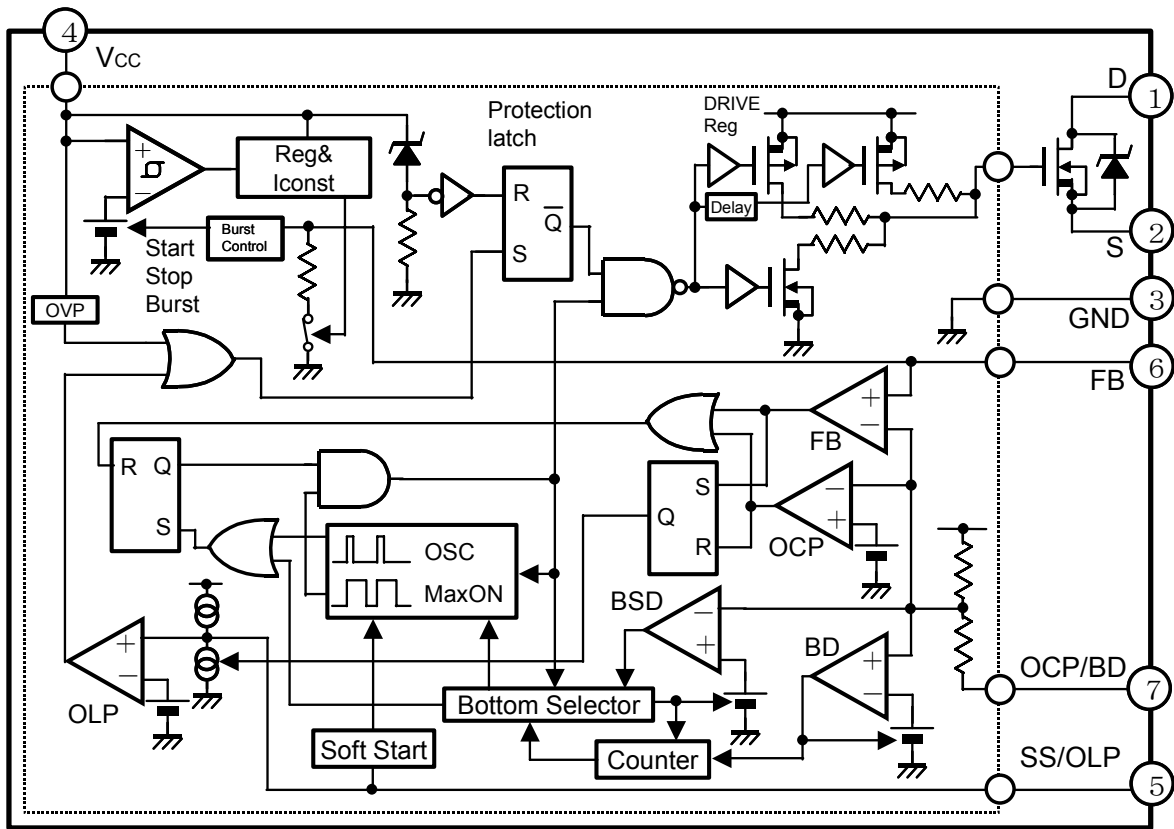 4
VCC
D
1
Protection
latch
DRIVE
Reg
+
−
Reg&
Iconst
R
Q
S
Delay
Burst
Control
Start
Stop
Burst
2
S
OVP
3
GND
6
FB
+
−
FB
R
Q
S
S
Q
R
−
+
OCP
OSC
MaxON
BSD
−
+
BD
+
−
+
−
OLP
OCP/BD
7
Bottom Selector
Soft Start
Counter
SS/OLP
5